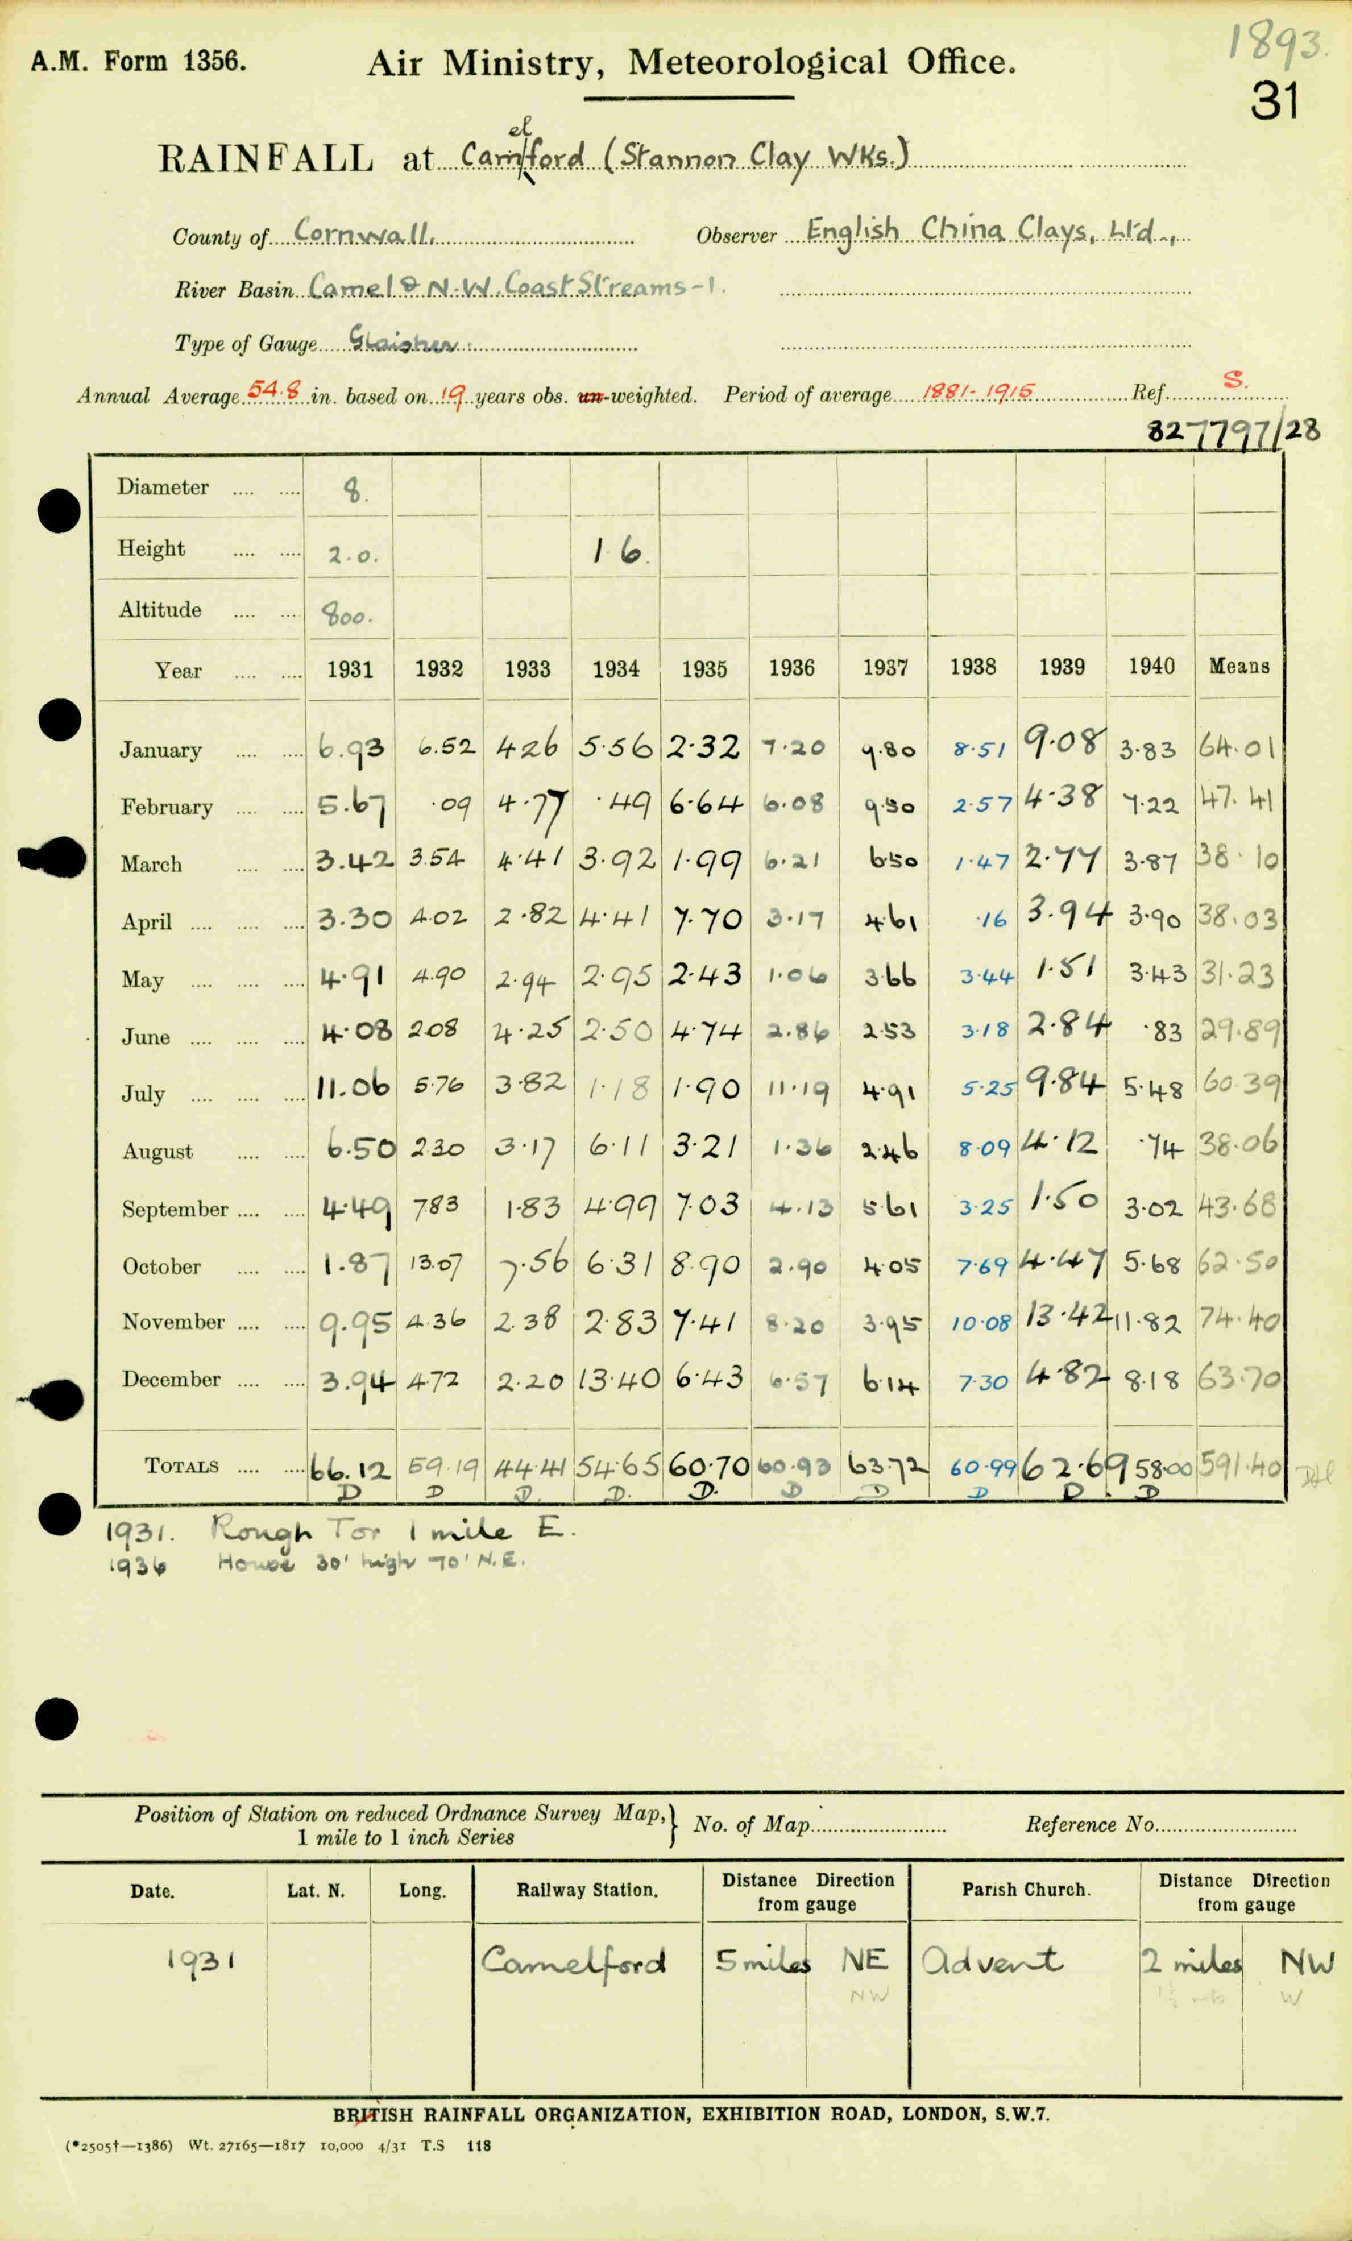 1893.
A.M. Form 1356. Air Ministry, Meteorological Office.
31
el
RAINFALL at Camford (Stannon Clay Wks.)
County of Cornwall. Observer English China Clays, Ltd.,
River Basin Camel & N.W. Coast Streams-1.
Type of Gauge Glaisher.
Annual Average 54.8 in. based on 19 years obs. un-weighted. Period of average 1881-1915 Ref. S.
827797/28
Diameter .... .... 8.
Height .... .... 2.0. 1 6.
Altitude .... .... 800.
Year .... .... 1931 1932 1933 1934 1935 1936 1937 1938 1939 1940 Means
January .... .... 6.93 6.52 4.26 5.56 2.32 7.20 9.80 8.51 9.08 3.83 64.01
February .... .... 5.67 .09 4.77 .49 6.64 6.08 9.50 2.57 4.38 7.22 47.41
March .... .... 3.42 3.54 4.41 3.92 1.99 6.21 6.50 1.47 2.77 3.87 38.10
April .... .... .... 3.30 4.02 2.82 4.41 7.70 3.17 4.61 .16 3.94 3.90 38.03
May .... .... .... 4.91 4.90 2.94 2.95 2.43 1.06 3.66 3.44 1.51 3.43 31.23
June .... .... .... 4.08 2.08 4.25 2.50 4.74 2.86 2.53 3.18 2.84 .83 29.89
July .... .... .... 11.06 5.76 3.82 1.18 1.90 11.19 4.91 5.25 9.84 5.48 60.39
August .... .... 6.50 2.30 3.17 6.11 3.21 1.36 2.46 8.09 4.12 .74 38.06
September .... .... 4.49 7.83 1.83 4.99 7.03 4.13 5.61 3.25 1.50 3.02 43.68
October .... .... 1.87 13.07 7.56 6.31 8.90 2.90 4.05 7.69 4.47 5.68 62.50
November .... .... 9.95 4.36 2.38 2.83 7.41 8.20 3.95 10.08 13.42 11.82 74.40
December .... .... 3.94 4.72 2.20 13.40 6.43 6.57 6.14 7.30 4.82 8.18 63.70
TOTALS .... .... 66.12 59.19 44.41 54.65 60.70 60.93 63.72 60.99 62.69 58.00 591.40
D D D. D. D. D D D D. D
1931. Rough Tor 1 mile E.
1936 House 30' high 70' N.E.
Position of Station on reduced Ordnance Survey Map,} No. of Map Reference No.
1 mile to 1 inch Series
Date. Lat. N. Long. Railway Station. Distance Direction from gauge Parish Church. Distance Direction from gauge
1931 Camelford 5 miles NE Advent 2 miles NW
NW W
BRITISH RAINFALL ORGANIZATION, EXHIBITION ROAD, LONDON, S.W.7.
(*2505†—1386) Wt. 27165—1817 10,000 4/31 T.S 118